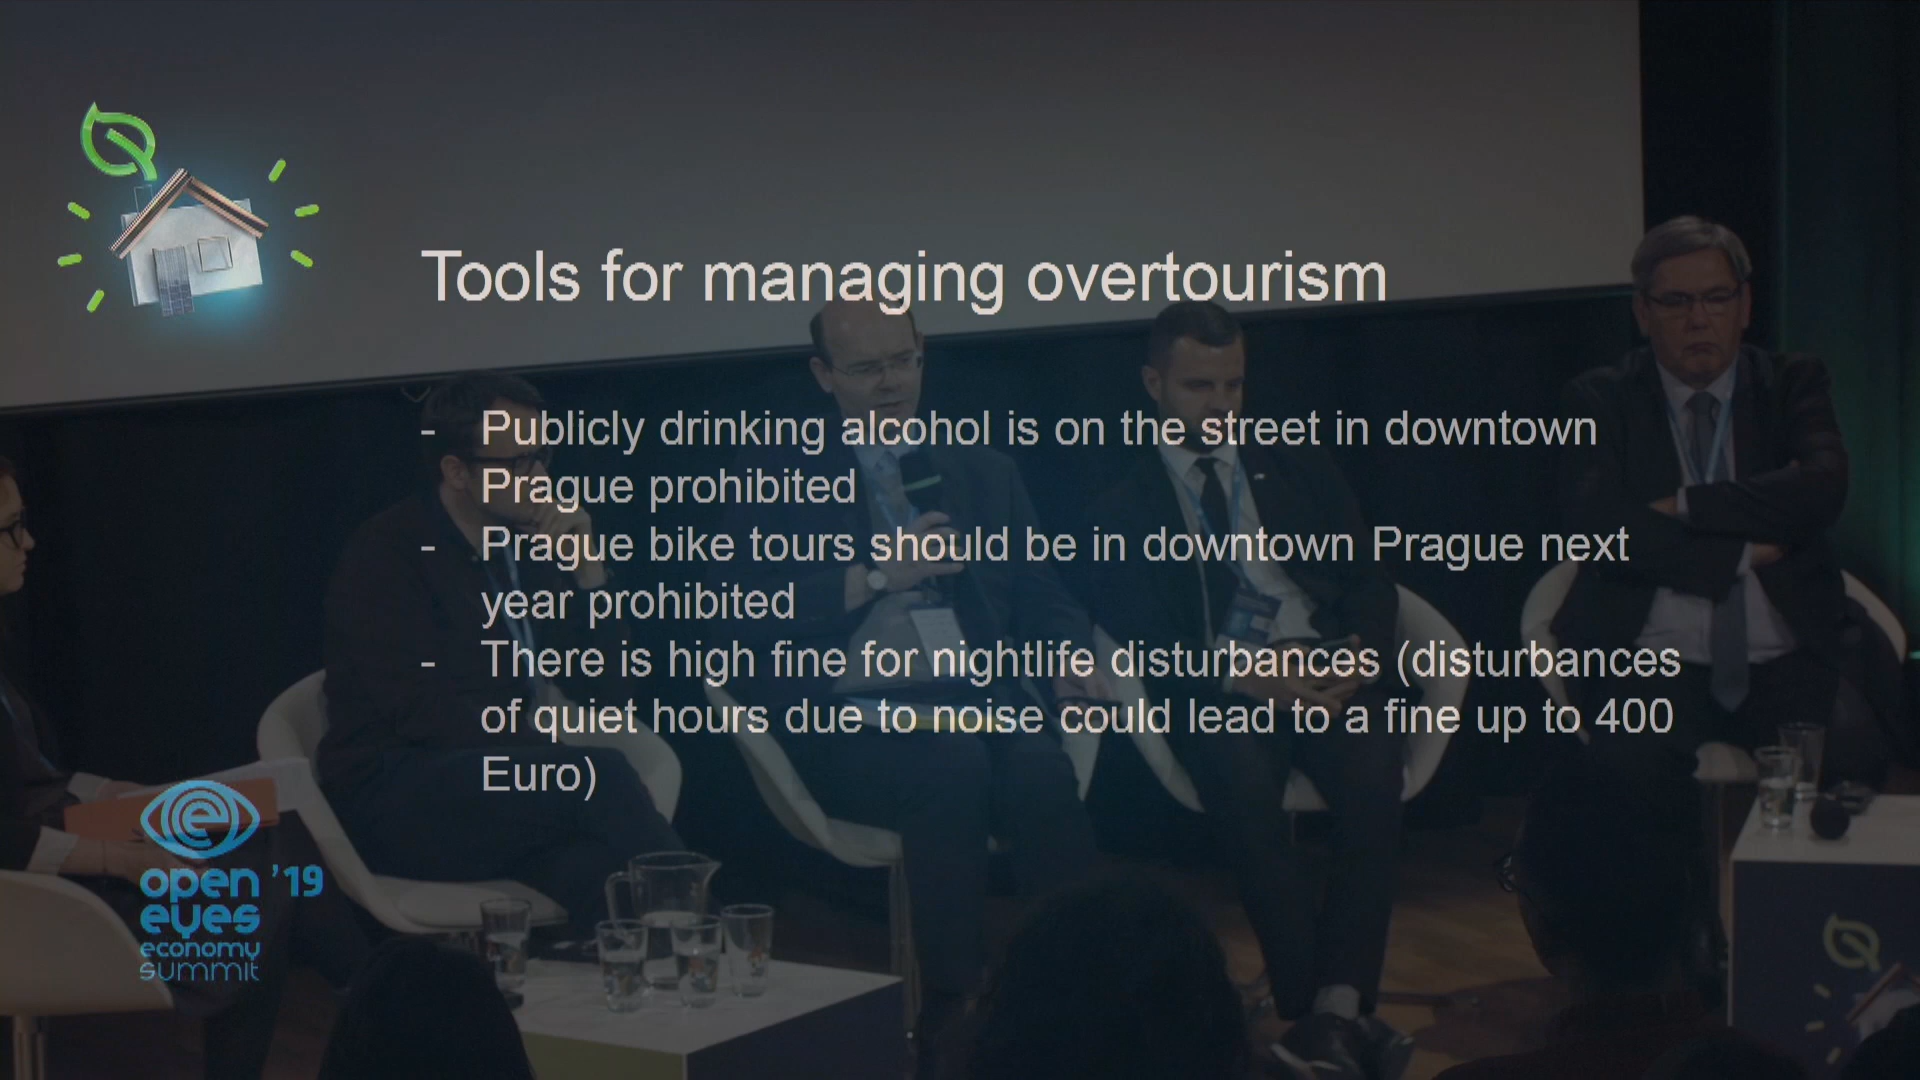 Tools for managing overtourism
- Publicly drinking alcohol is on the street in downtown
Prague prohibited
- Prague bike tours should be in downtown Prague next
year prohibited
- There is high fine for nightlife disturbances (disturbances
of quiet hours due to noise could lead to a fine up to 400
Euro)
open '19
eyes
economy
summit